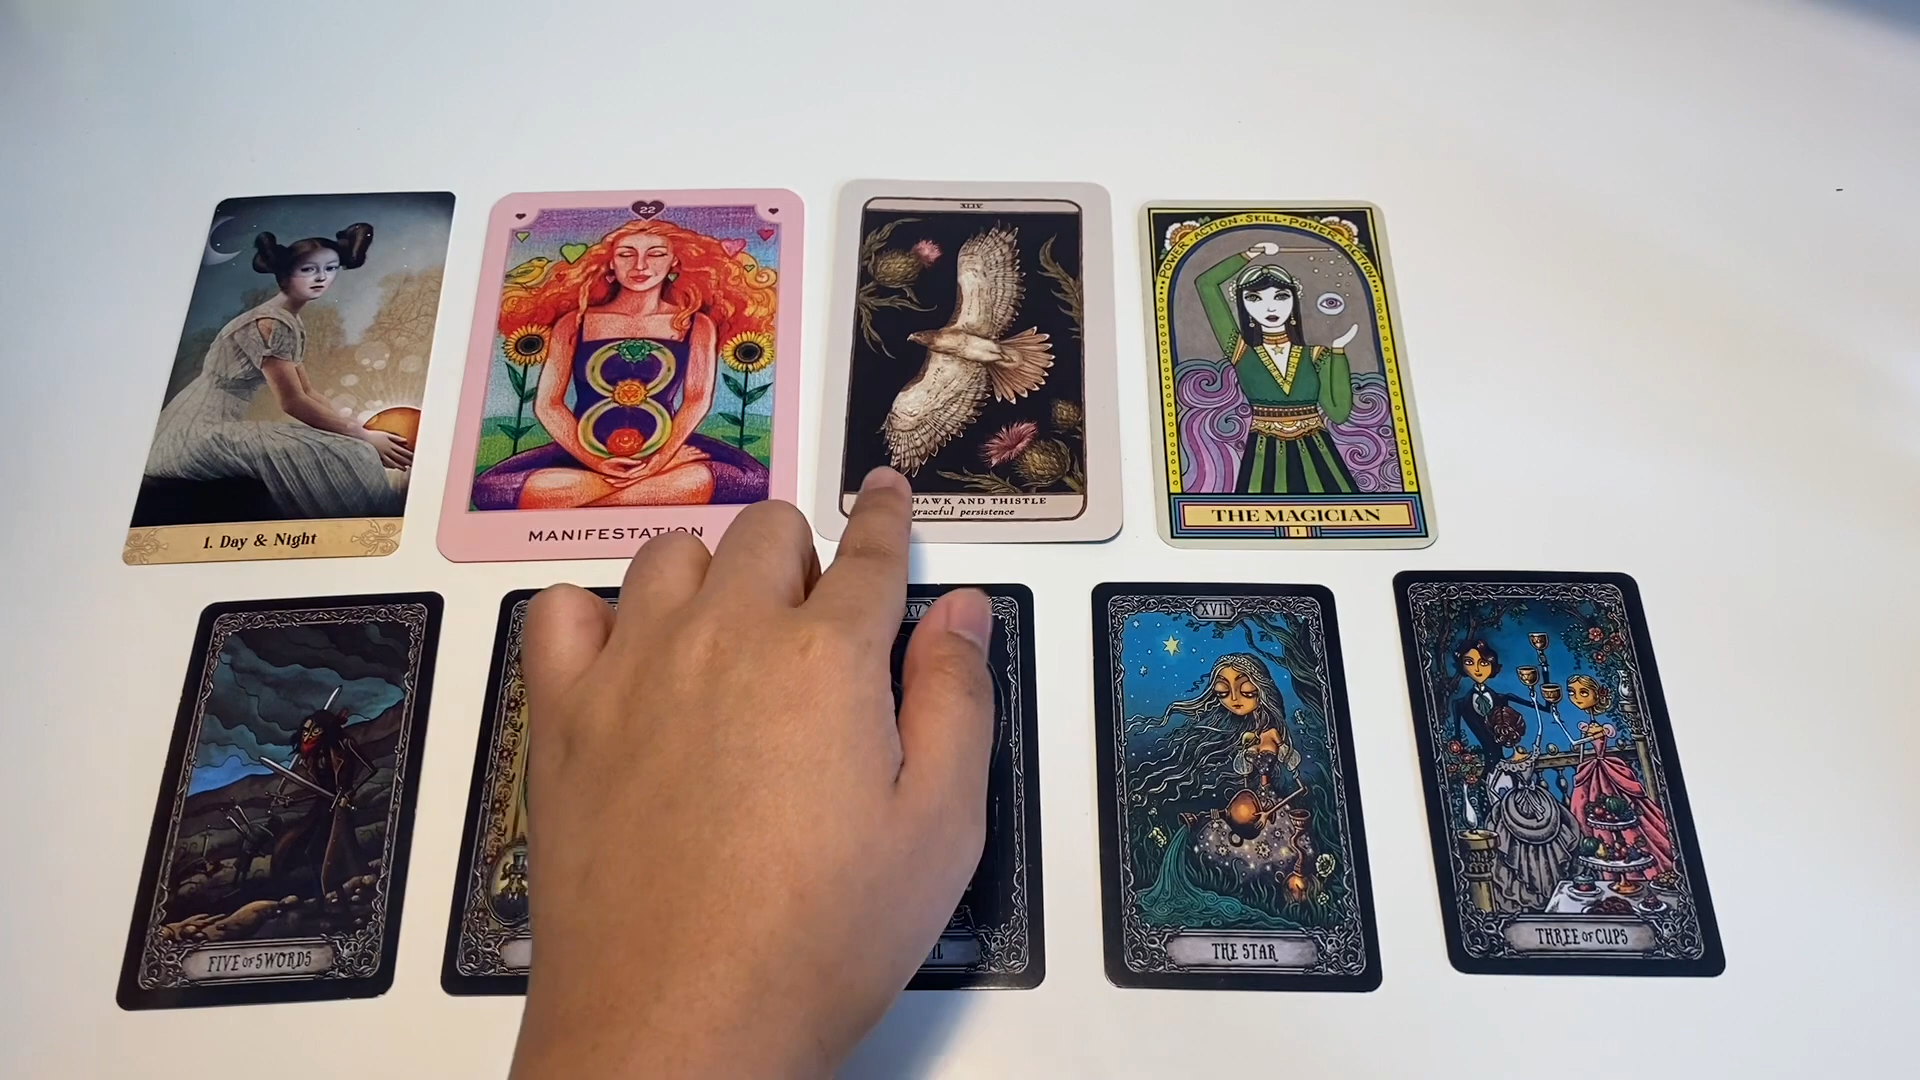 1. Day & Night
22
MANIFESTATION
XLIV
HAWK AND THISTLE
graceful persistence
POWER · ACTION · SKILL · POWER · ACTION
THE MAGICIAN
I
FIVE OF SWORDS
XVII
THE STAR
THREE OF CUPS